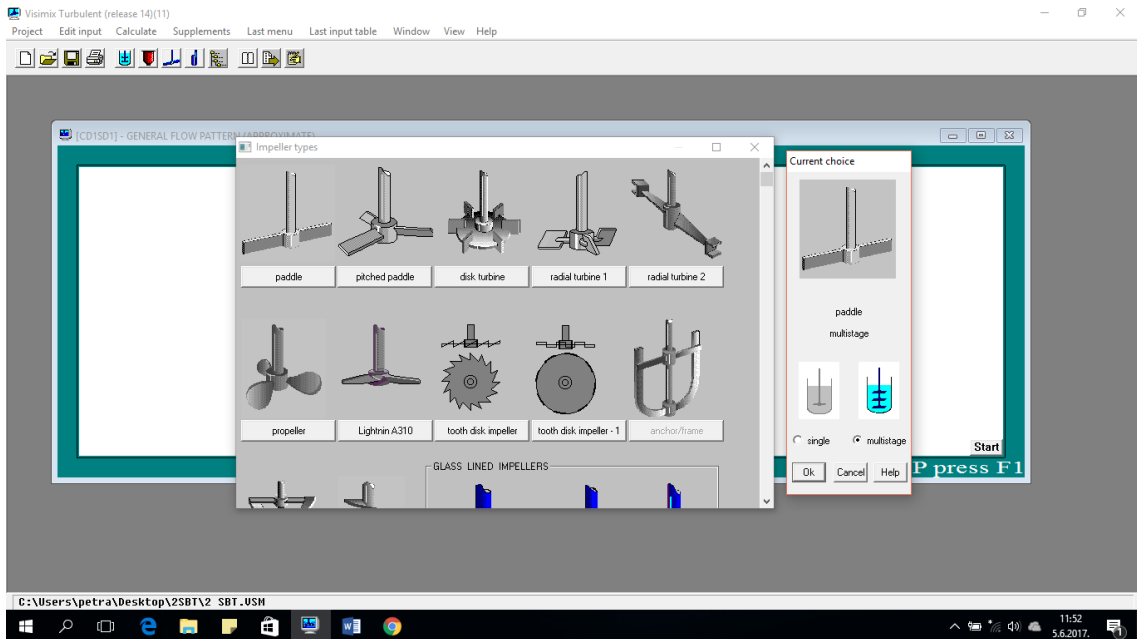 Visimix Turbulent (release 14)(11)
Project Edit input Calculate Supplements Last menu Last input table Window View Help
[CD1SD1] - GENERAL FLOW PATTERN (APPROXIMATE)
Impeller types
Current choice
paddle pitched paddle disk turbine radial turbine 1 radial turbine 2
paddle
multistage
propeller Lightnin A310 tooth disk impeller tooth disk impeller - 1 anchor/frame
single multistage
Start
GLASS LINED IMPELLERS
Ok Cancel Help
P press F1
C:\Users\petra\Desktop\2SBT\2 SBT.VSM
11:52
5.6.2017.
1